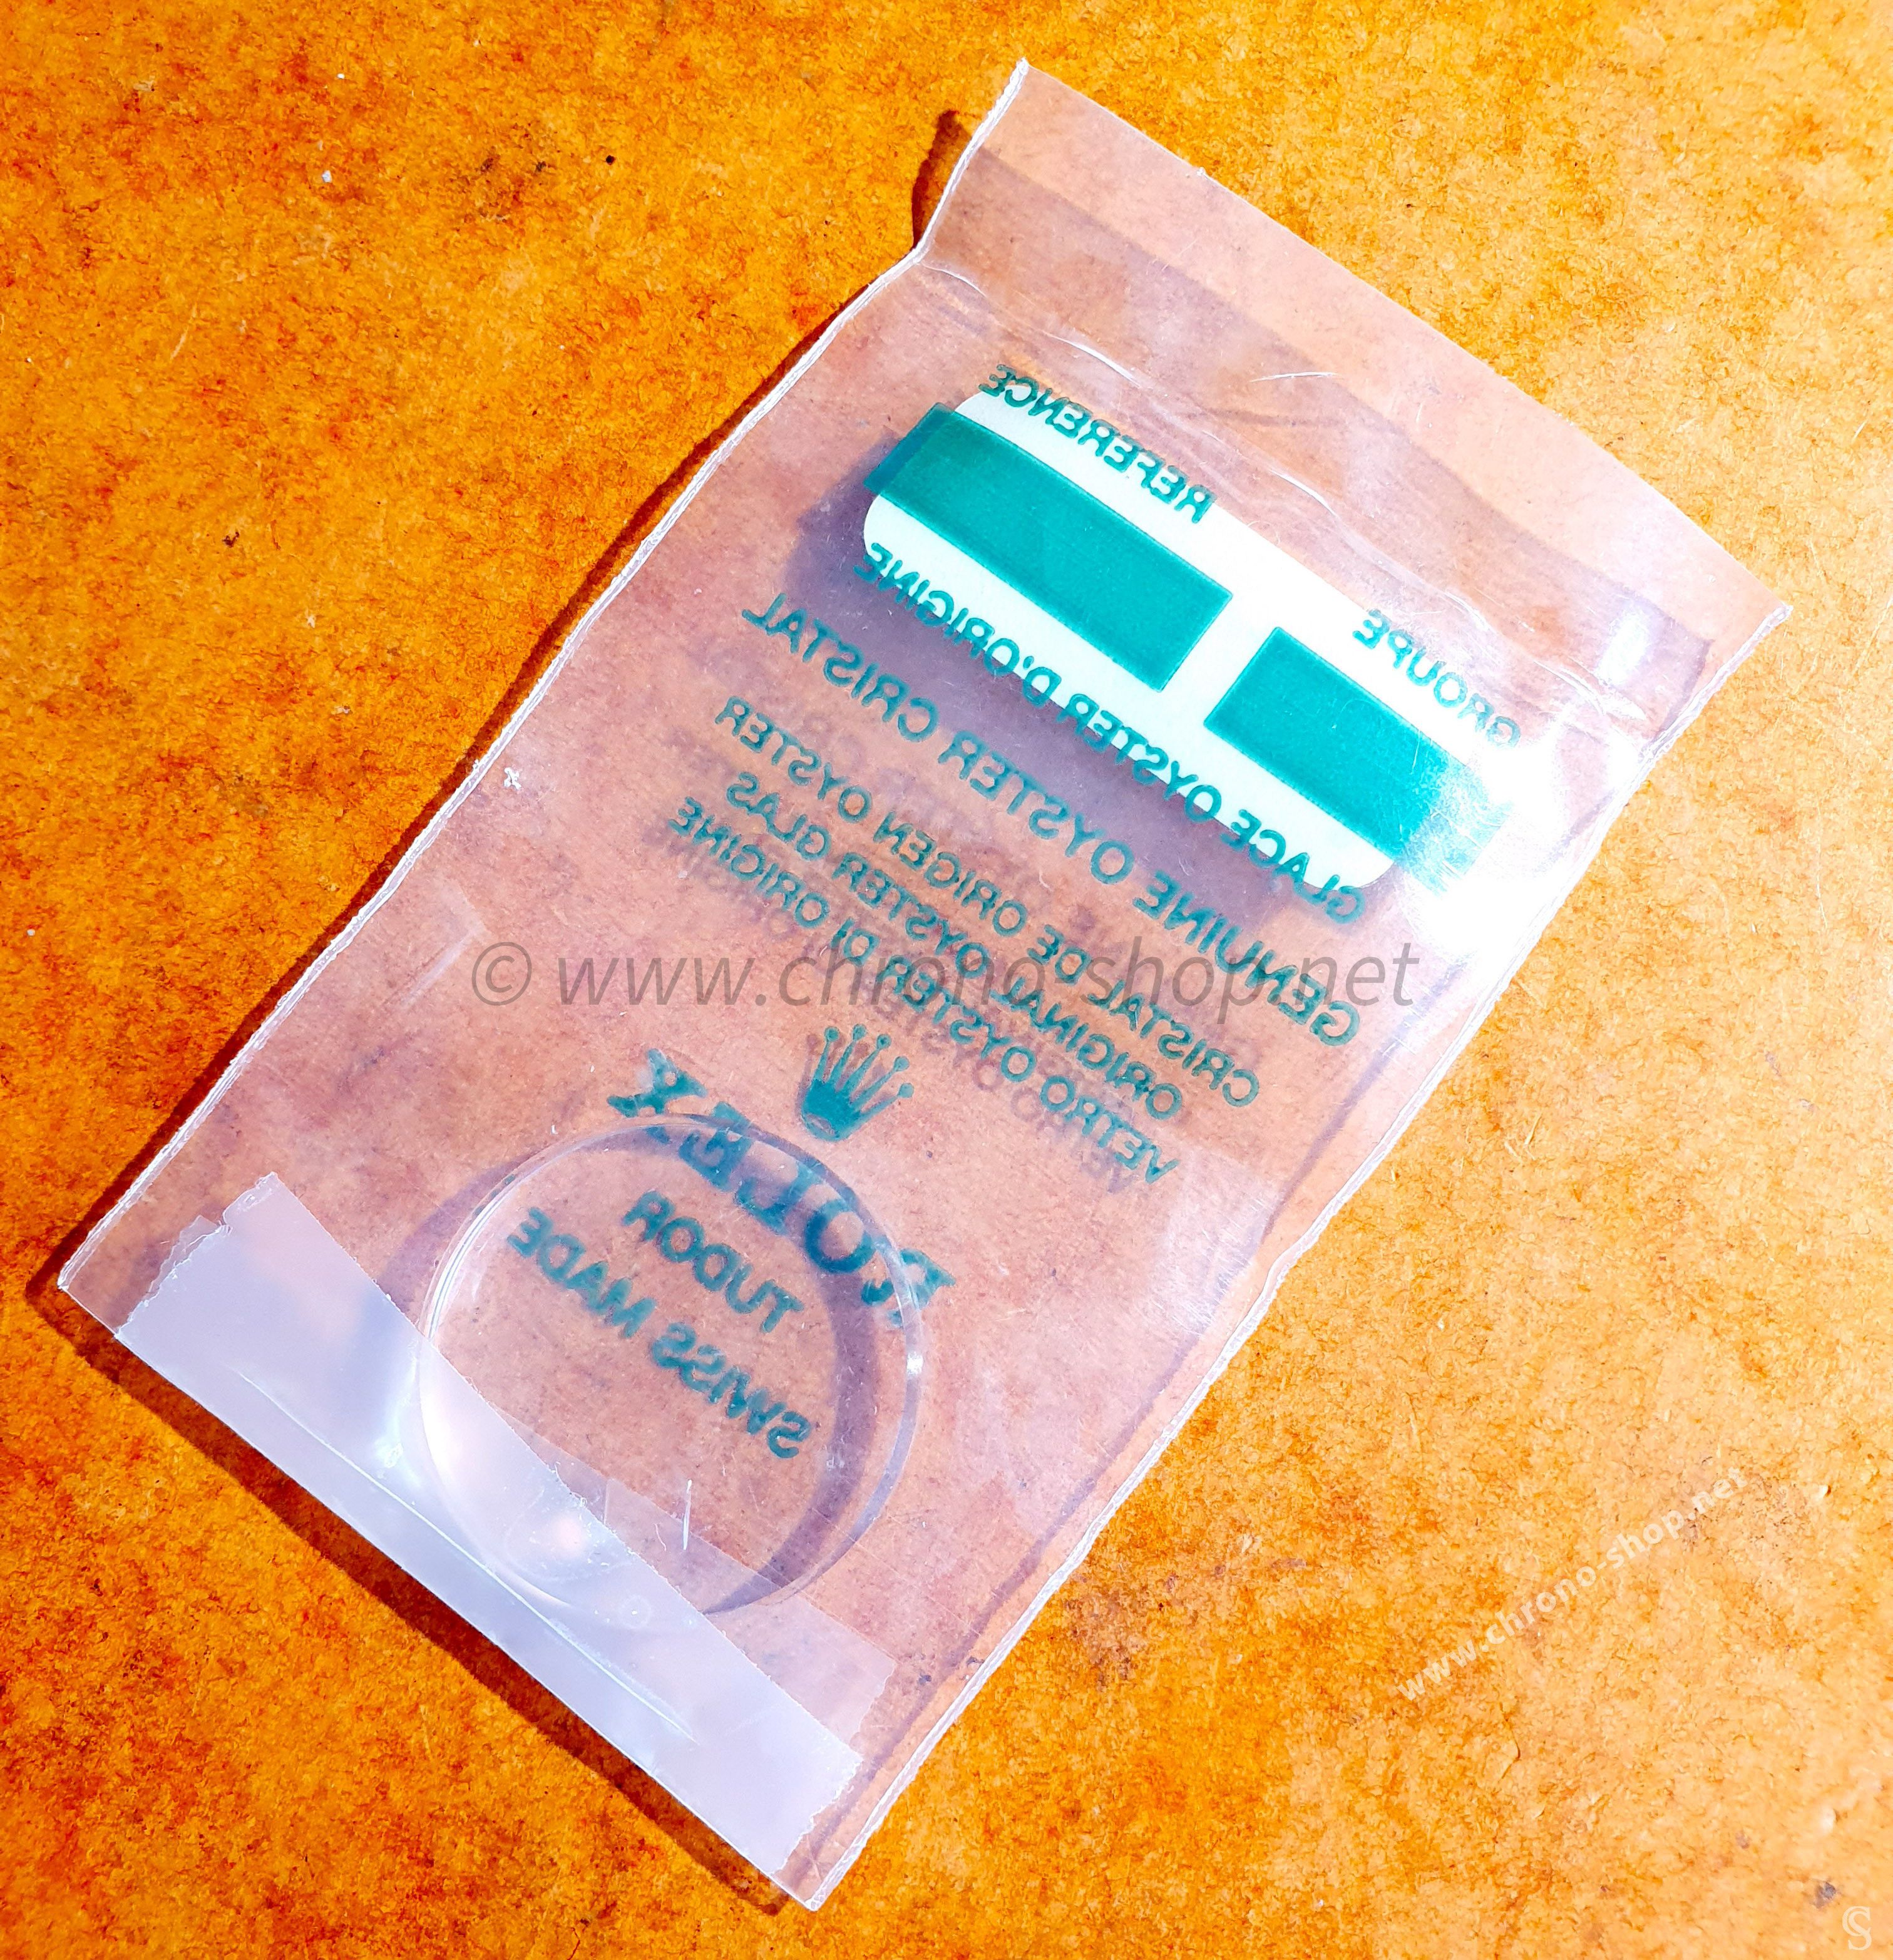 REFERENCE
GROUPE
GLACE OYSTER D'ORIGINE
GENUINE OYSTER CRISTAL
CRISTAL DE ORIGEN OYSTER
ORIGINAL OYSTER GLAS
VETRO OYSTER DI ORIGINE
© www.chrono-shop.net
ROLEX
TUDOR
SWISS MADE
www.chrono-shop.net